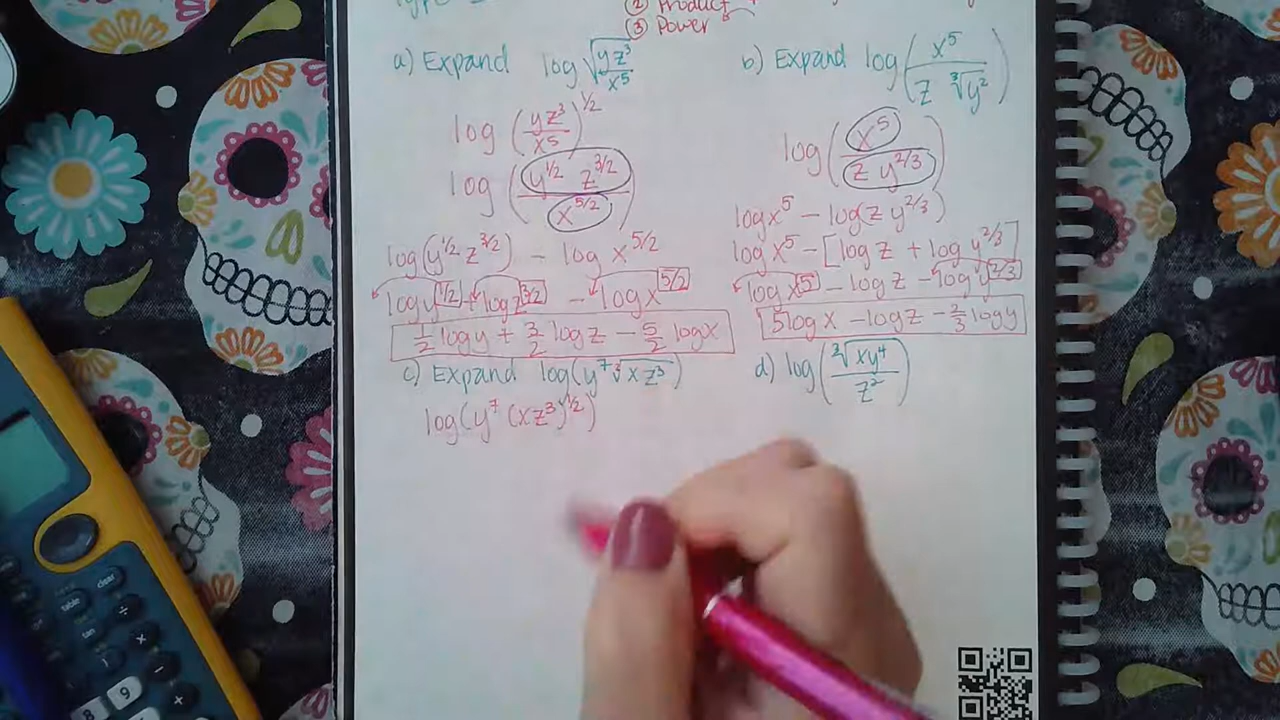 ② Product
③ Power
a) Expand log √(yz³/x⁵)
log (yz³/x⁵)^1/2
log (y^1/2 z^3/2 / x^5/2)
log(y^1/2 z^3/2) - log x^5/2
log y^1/2 + log z^3/2 - log x^5/2
1/2 log y + 3/2 log z - 5/2 log x
b) Expand log (x⁵ / z ∛y²)
log (x⁵ / z y^2/3)
log x⁵ - log(z y^2/3)
log x⁵ - [log z + log y^2/3]
log x⁵ - log z - log y^2/3
5 log x - log z - 2/3 log y
c) Expand log(y⁷ ∛xz³)
log(y⁷ (xz³)^1/2)
d) log (∛xy⁴ / z²)
clear
table
9
8